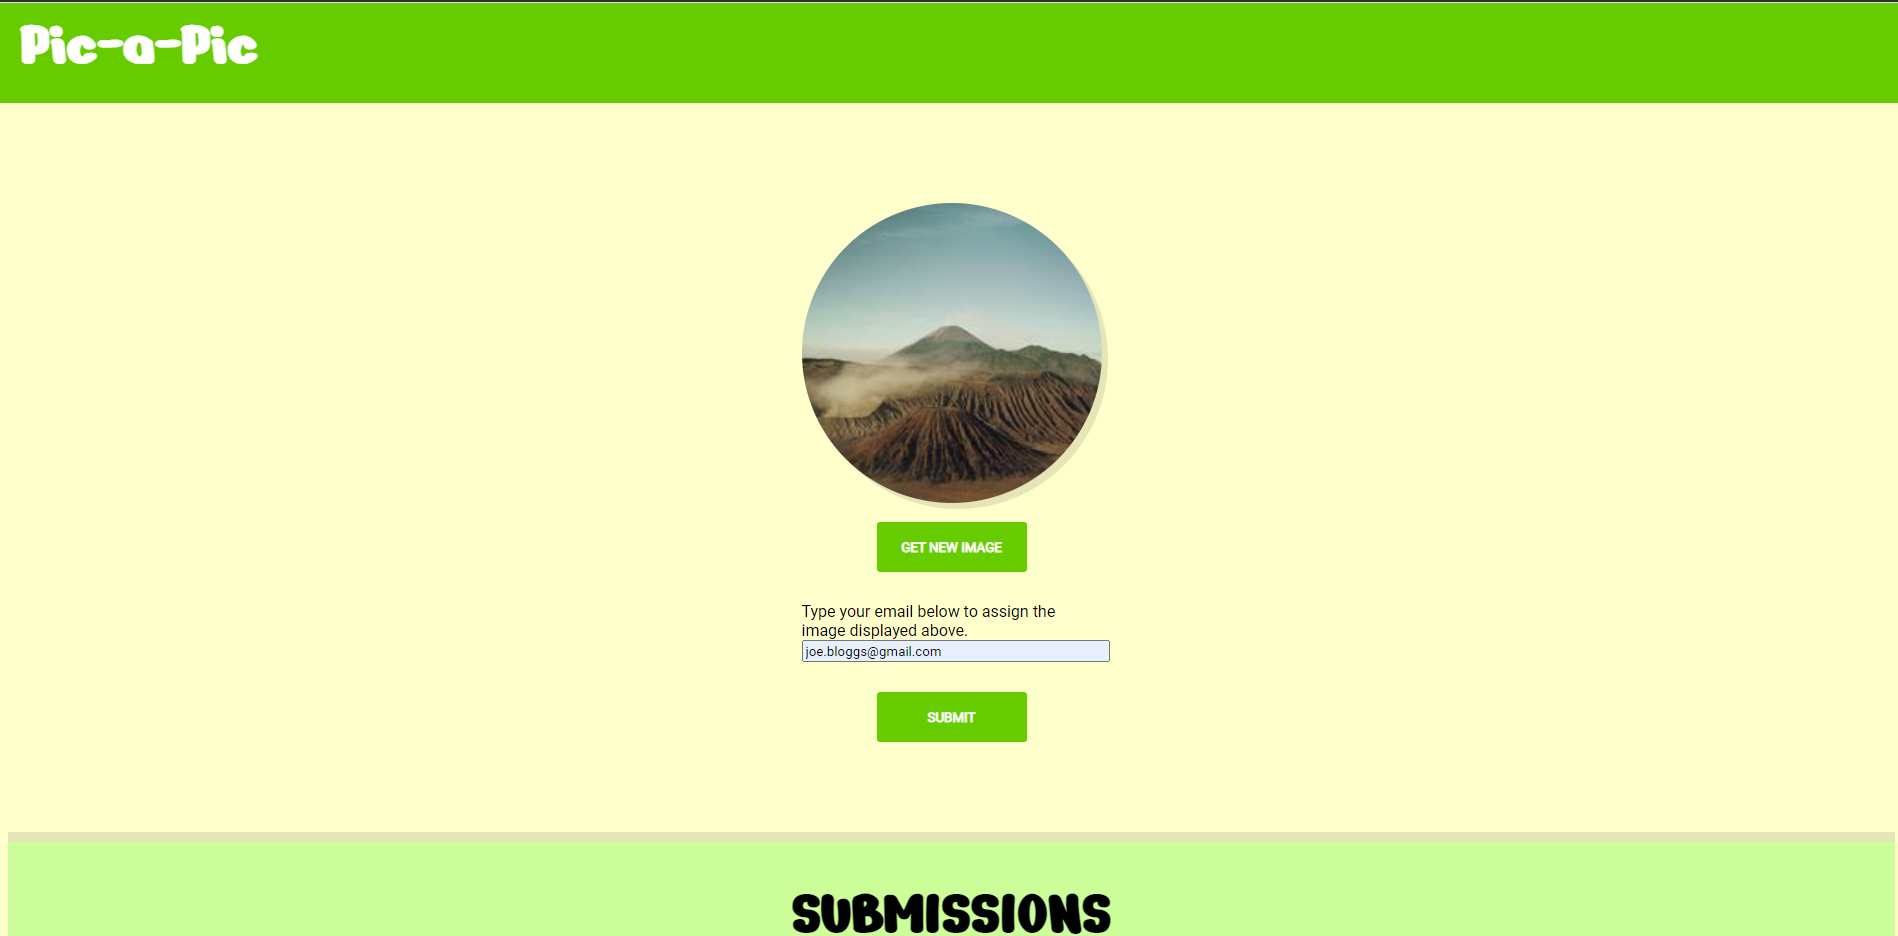 Pic-a-Pic
GET NEW IMAGE
Type your email below to assign the
image displayed above.
joe.bloggs@gmail.com
SUBMIT
SUBMISSIONS